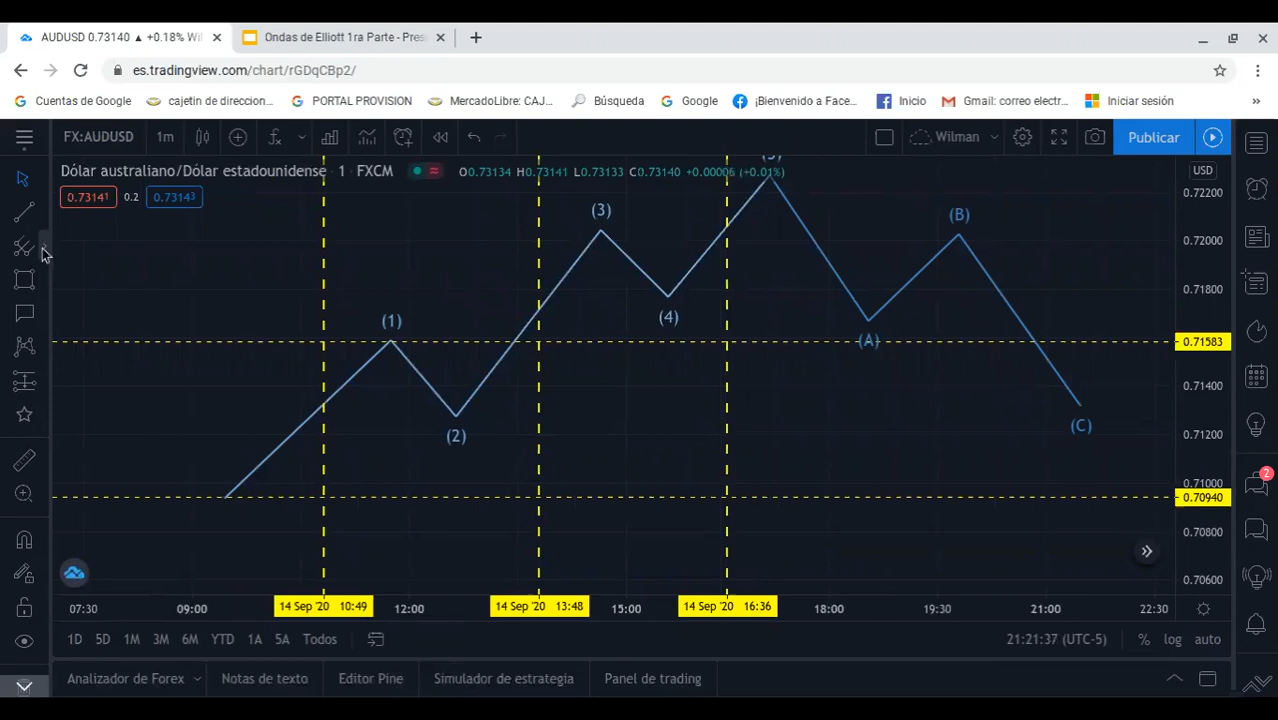 AUDUSD 0.73140 ▲ +0.18% Wil
Ondas de Elliott 1ra Parte - Pres
es.tradingview.com/chart/rGDqCBp2/
Cuentas de Google
cajetin de direccion...
PORTAL PROVISION
MercadoLibre: CAJ...
Búsqueda
Google
¡Bienvenido a Face...
Inicio
Gmail: correo electr...
Iniciar sesión
FX:AUDUSD
1m
Wilman
Publicar
Dólar australiano/Dólar estadounidense · 1 · FXCM
O0.73134 H0.73141 L0.73133 C0.73140 +0.00006 (+0.01%)
0.73141 0.2 0.73143
USD
(1)
(2)
(3)
(4)
(A)
(B)
(C)
0.72200
0.72000
0.71800
0.71583
0.71400
0.71200
0.71000
0.70940
0.70800
0.70600
2
07:30
09:00
14 Sep '20 10:49
12:00
14 Sep '20 13:48
15:00
14 Sep '20 16:36
18:00
19:30
21:00
22:30
1D 5D 1M 3M 6M YTD 1A 5A Todos
21:21:37 (UTC-5)
% log auto
Analizador de Forex
Notas de texto
Editor Pine
Simulador de estrategia
Panel de trading